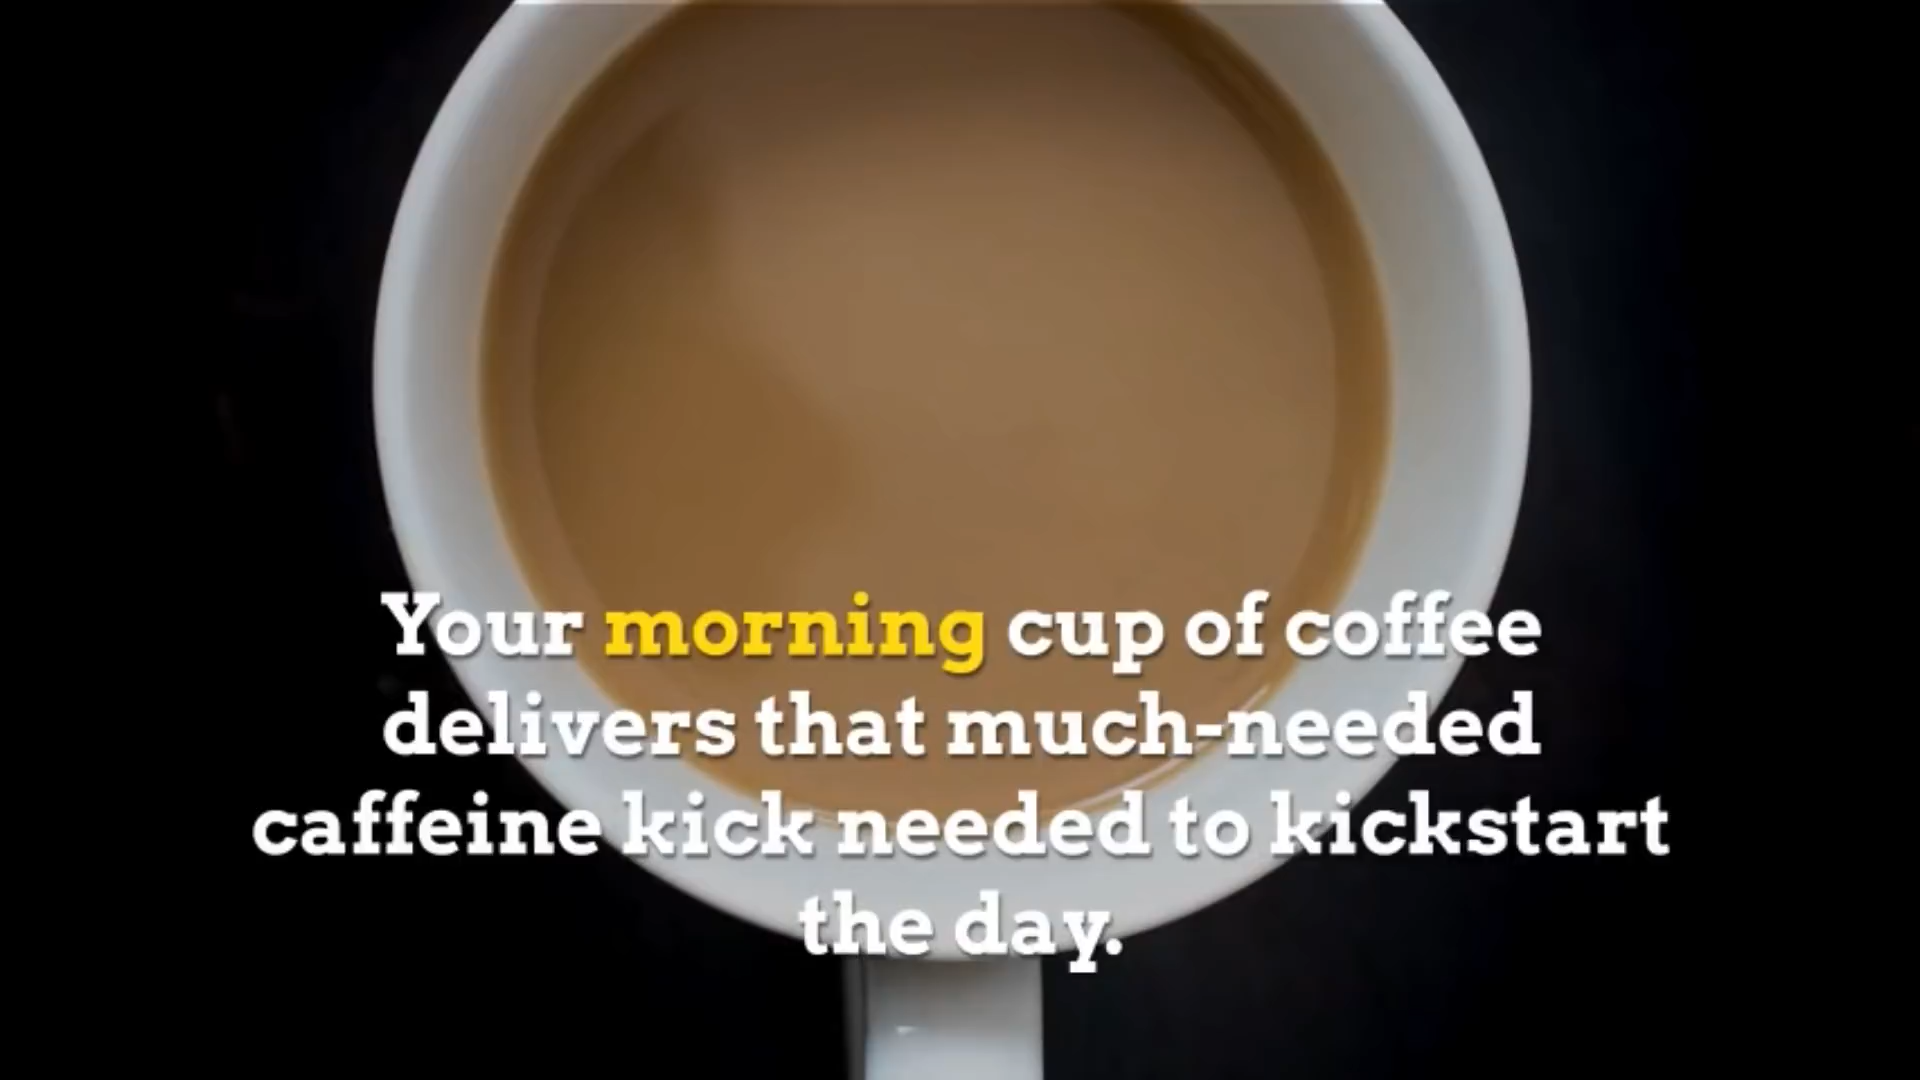 Your morning cup of coffee
delivers that much-needed
caffeine kick needed to kickstart
the day.